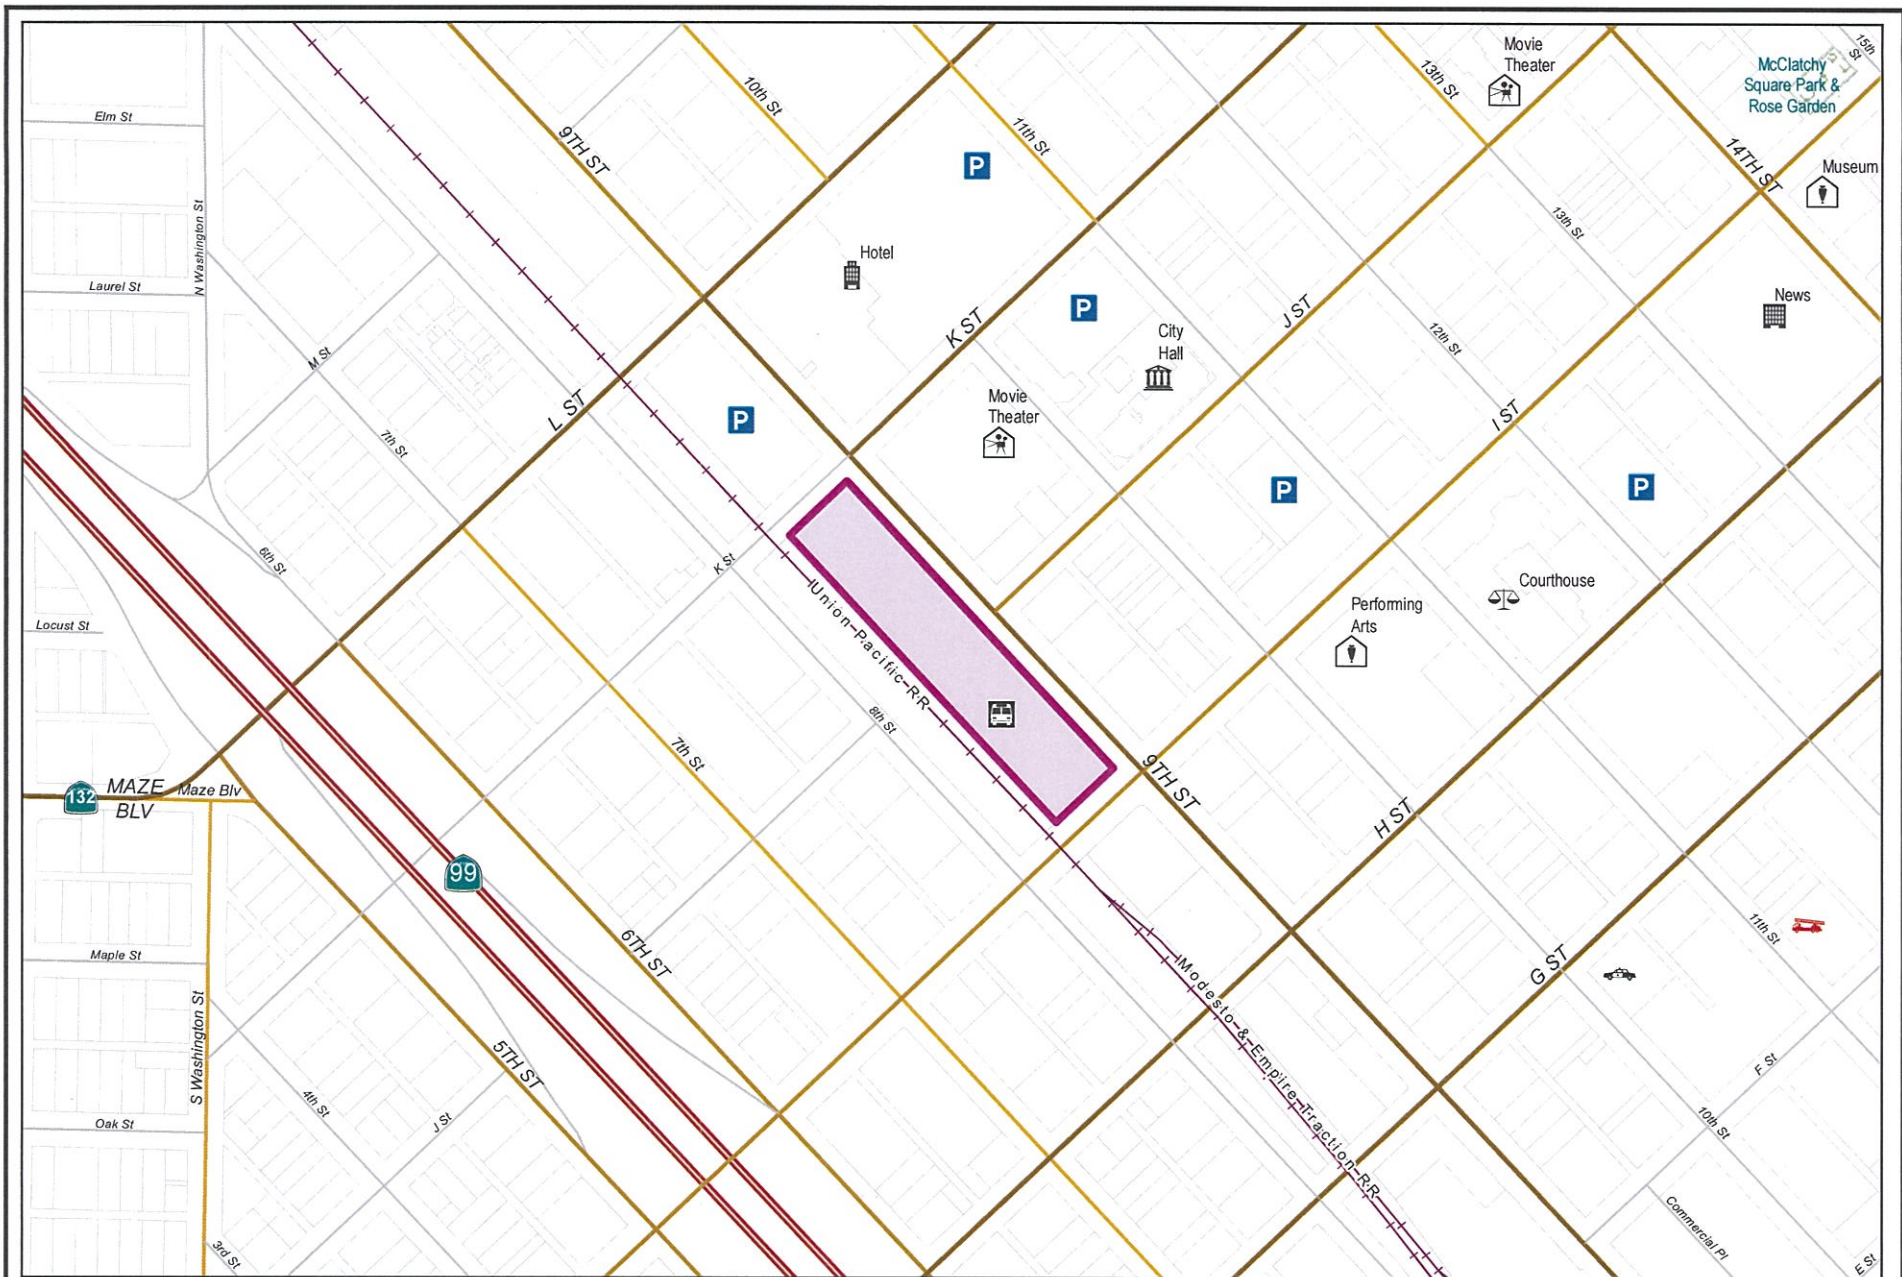 Movie
Theater
McClatchy
Square Park &
Rose Garden
15th
St
13th St
10th St
11th St
Elm St
9TH ST
P
14TH ST
Museum
N Washington St
13th St
Hotel
Laurel St
P
J ST
News
K ST
City
Hall
12th St
M St
L ST
P
Movie
Theater
I ST
7th St
P
P
6th St
K St
Union Pacific RR
Courthouse
Performing
Arts
Locust St
8th St
7th St
9TH ST
MAZE
BLV
Maze Blv
132
H ST
99
6TH ST
11th St
Maple St
G ST
Modesto & Empire Traction RR
S Washington St
5TH ST
F St
4th St
J St
10th St
Oak St
Commercial Pl
3rd St
E St